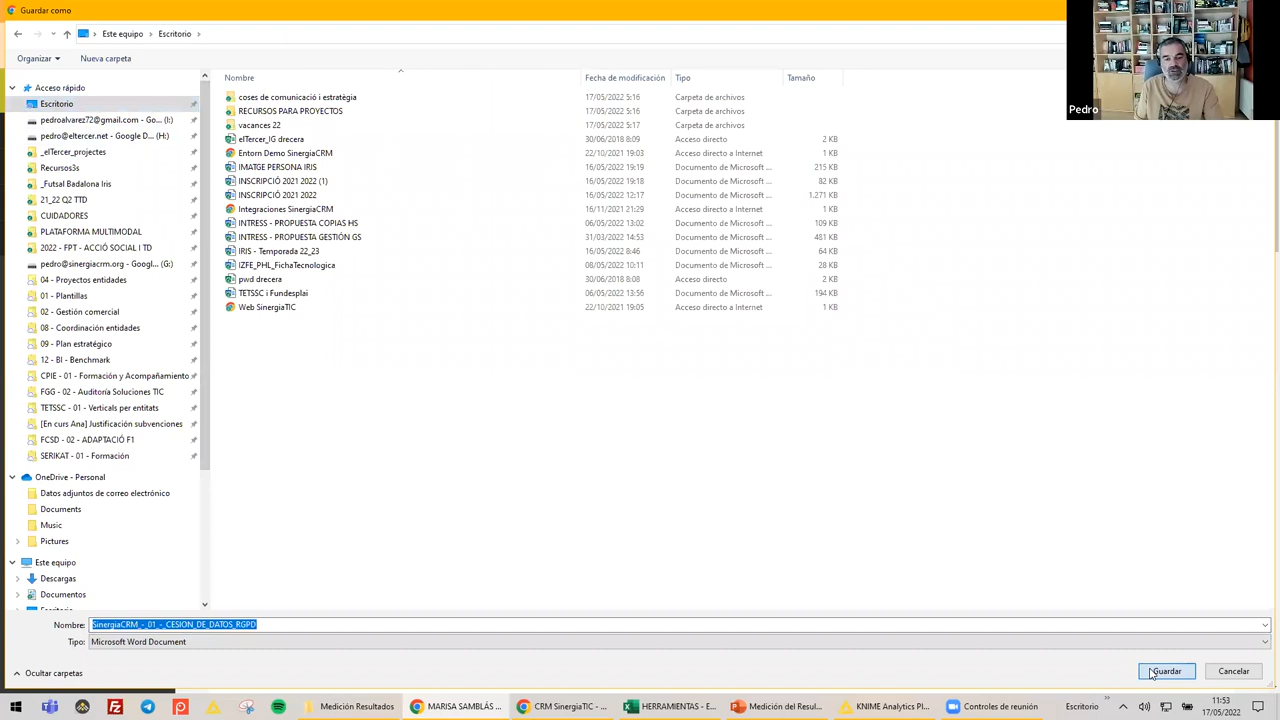 Guardar como
Este equipo
Escritorio
Organizar
Nueva carpeta
Pedro
Acceso rápido
Escritorio
pedroalvarez72@gmail.com - Go... (I:)
pedro@eltercer.net - Google D... (H:)
_elTercer_projectes
Recursos3s
_Futsal Badalona Iris
21_22 Q2 TTD
CUIDADORES
PLATAFORMA MULTIMODAL
2022 - FPT - ACCIÓ SOCIAL I TD
pedro@sinergiacrm.org - Googl... (G:)
04 - Proyectos entidades
01 - Plantillas
02 - Gestión comercial
08 - Coordinación entidades
09 - Plan estratégico
12 - BI - Benchmark
CPIE - 01 - Formación y Acompañamiento
FGG - 02 - Auditoría Soluciones TIC
TETSSC - 01 - Verticals per entitats
[En curs Ana] Justificación subvenciones
FCSD - 02 - ADAPTACIÓ F1
SERIKAT - 01 - Formación
OneDrive - Personal
Datos adjuntos de correo electrónico
Documents
Music
Pictures
Este equipo
Descargas
Documentos
Escritorio
Nombre Fecha de modificación Tipo Tamaño
coses de comunicació i estratègia 17/05/2022 5:16 Carpeta de archivos
RECURSOS PARA PROYECTOS 17/05/2022 5:16 Carpeta de archivos
vacances 22 17/05/2022 5:17 Carpeta de archivos
elTercer_IG drecera 30/06/2018 8:09 Acceso directo 2 KB
Entorn Demo SinergiaCRM 22/10/2021 19:03 Acceso directo a Internet 1 KB
IMATGE PERSONA IRIS 16/05/2022 19:19 Documento de Microsoft ... 215 KB
INSCRIPCIÓ 2021 2022 (1) 16/05/2022 19:18 Documento de Microsoft ... 82 KB
INSCRIPCIÓ 2021 2022 16/05/2022 12:17 Documento de Microsoft ... 1.271 KB
Integraciones SinergiaCRM 16/11/2021 21:29 Acceso directo a Internet 1 KB
INTRESS - PROPUESTA COPIAS HS 06/05/2022 13:02 Documento de Microsoft ... 109 KB
INTRESS - PROPUESTA GESTIÓN GS 31/03/2022 14:53 Documento de Microsoft ... 481 KB
IRIS - Temporada 22_23 16/05/2022 8:46 Documento de Microsoft ... 64 KB
IZFE_PHL_FichaTecnologica 08/05/2022 10:11 Documento de Microsoft ... 28 KB
pwd drecera 30/06/2018 8:08 Acceso directo 1 KB
TETSSC i Fundesplai 06/05/2022 13:56 Documento de Microsoft ... 194 KB
Web SinergiaTIC 22/10/2021 19:05 Acceso directo a Internet 1 KB
Nombre: SinergiaCRM_-_01_-_CESION_DE_DATOS_RGPD
Tipo: Microsoft Word Document
Ocultar carpetas
Guardar
Cancelar
Medición Resultados
MARISA SAMBLÁS ...
CRM SinergiaTIC - ...
HERRAMIENTAS - E...
Medición del Resul...
KNIME Analytics Pl...
Controles de reunión
Escritorio
11:53
17/05/2022